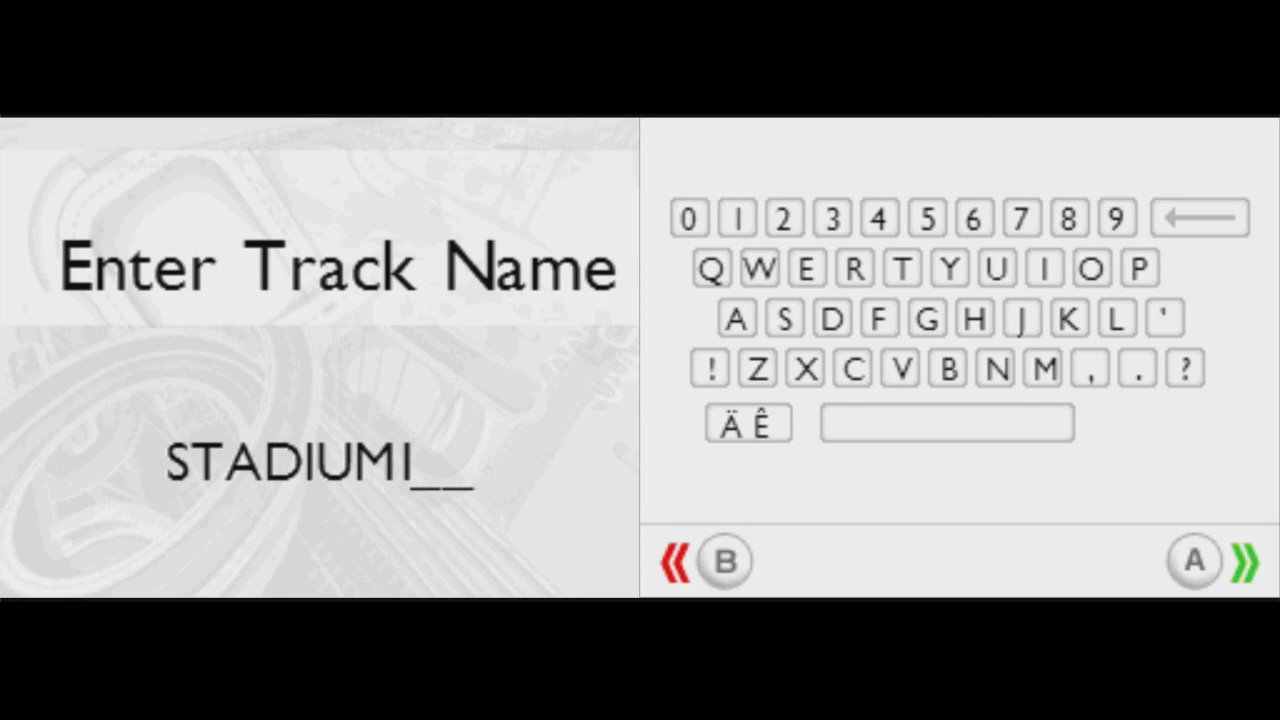 Enter Track Name
STADIUM1__
0 1 2 3 4 5 6 7 8 9
Q W E R T Y U I O P
A S D F G H J K L '
! Z X C V B N M , . ?
Ä Ê
B
A